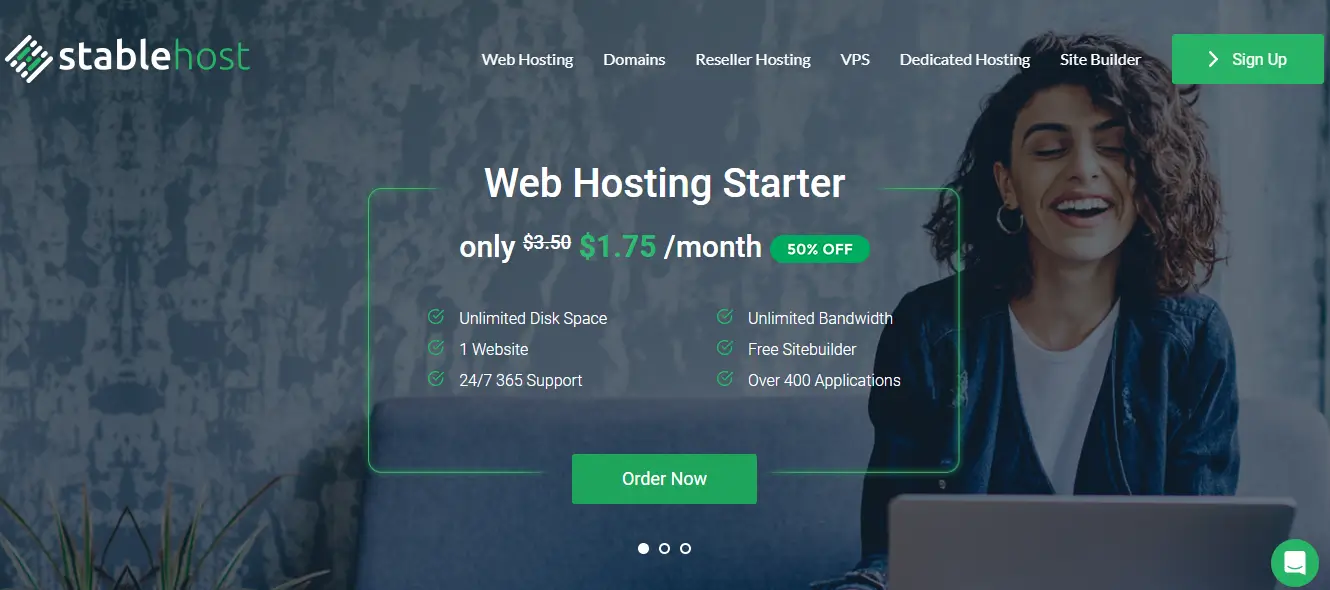 stablehost
Web Hosting Domains Reseller Hosting VPS Dedicated Hosting Site Builder Sign Up
Web Hosting Starter
only $3.50 $1.75 /month 50% OFF
Unlimited Disk Space
Unlimited Bandwidth
1 Website
Free Sitebuilder
24/7 365 Support
Over 400 Applications
Order Now